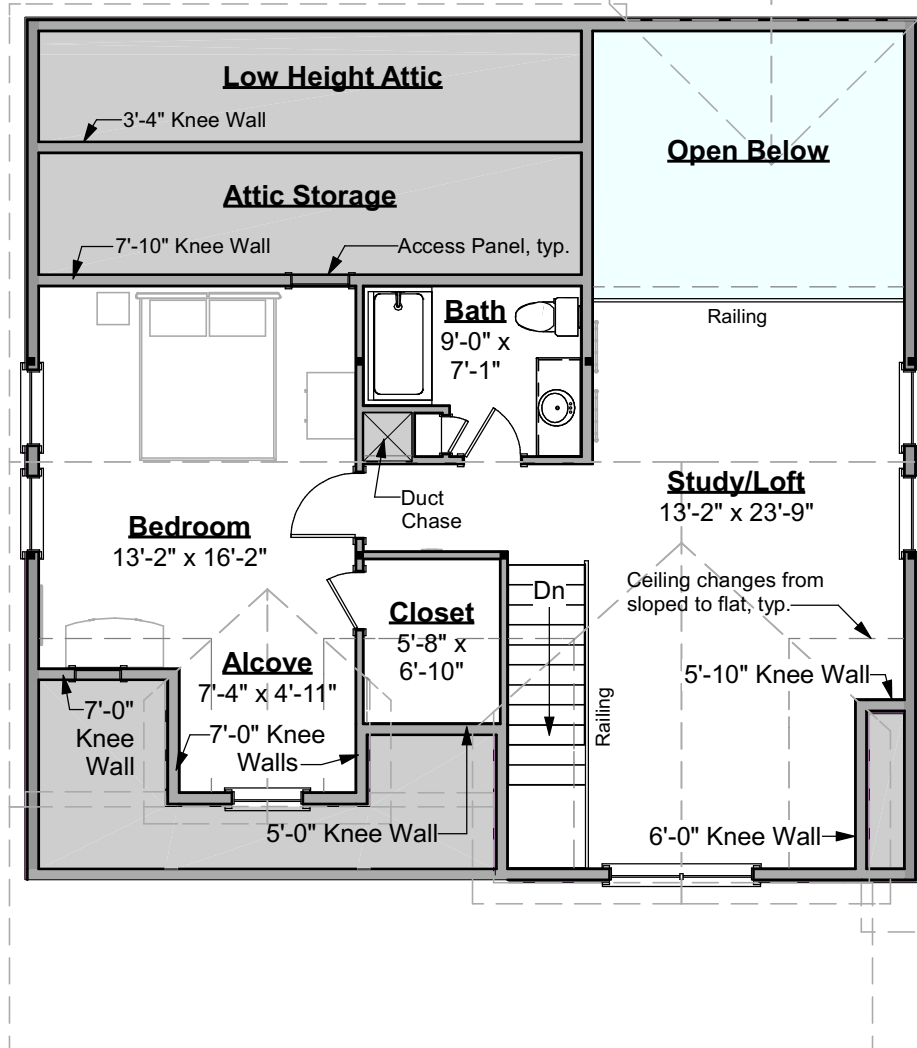 Low Height Attic
3'-4" Knee Wall
Open Below
Attic Storage
7'-10" Knee Wall
Access Panel, typ.
Bath
9'-0" x
7'-1"
Railing
Duct
Chase
Study/Loft
13'-2" x 23'-9"
Bedroom
13'-2" x 16'-2"
Dn
Ceiling changes from
sloped to flat, typ.
Closet
5'-8" x
6'-10"
Alcove
7'-4" x 4'-11"
5'-10" Knee Wall
7'-0"
Knee
Wall
7'-0" Knee
Walls
Railing
5'-0" Knee Wall
6'-0" Knee Wall